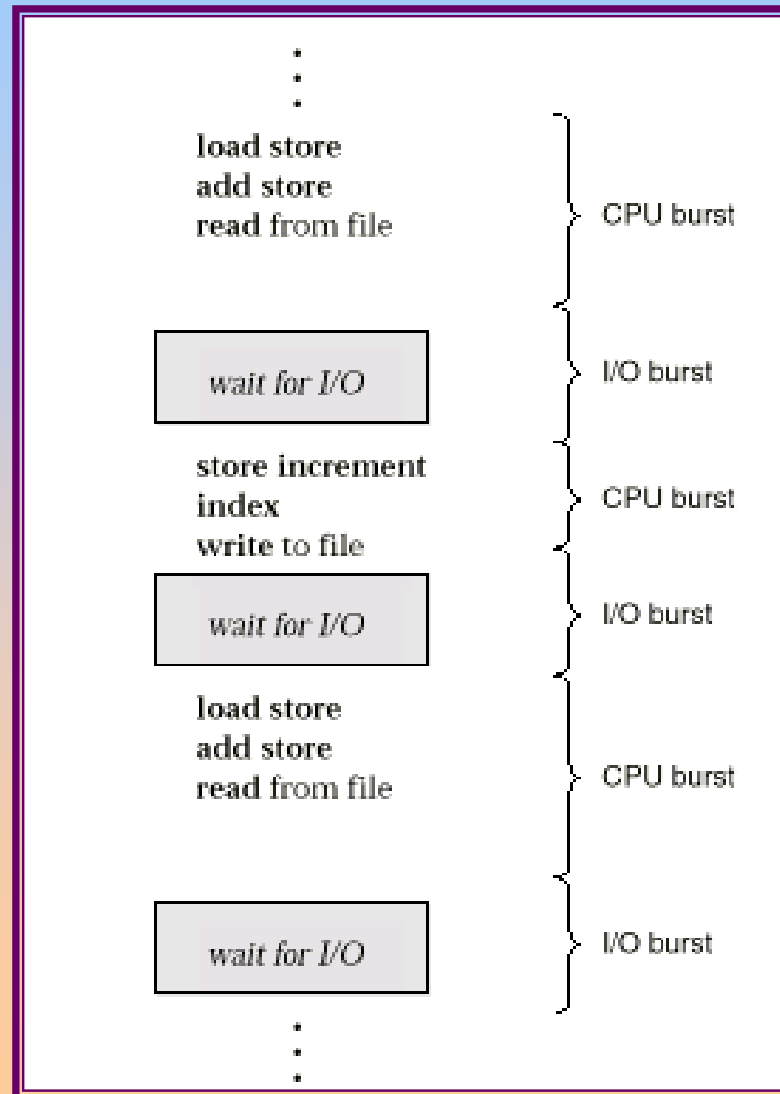 load store
add store
read from file
CPU burst
wait for I/O
I/O burst
store increment
index
write to file
CPU burst
wait for I/O
I/O burst
load store
add store
read from file
CPU burst
wait for I/O
I/O burst